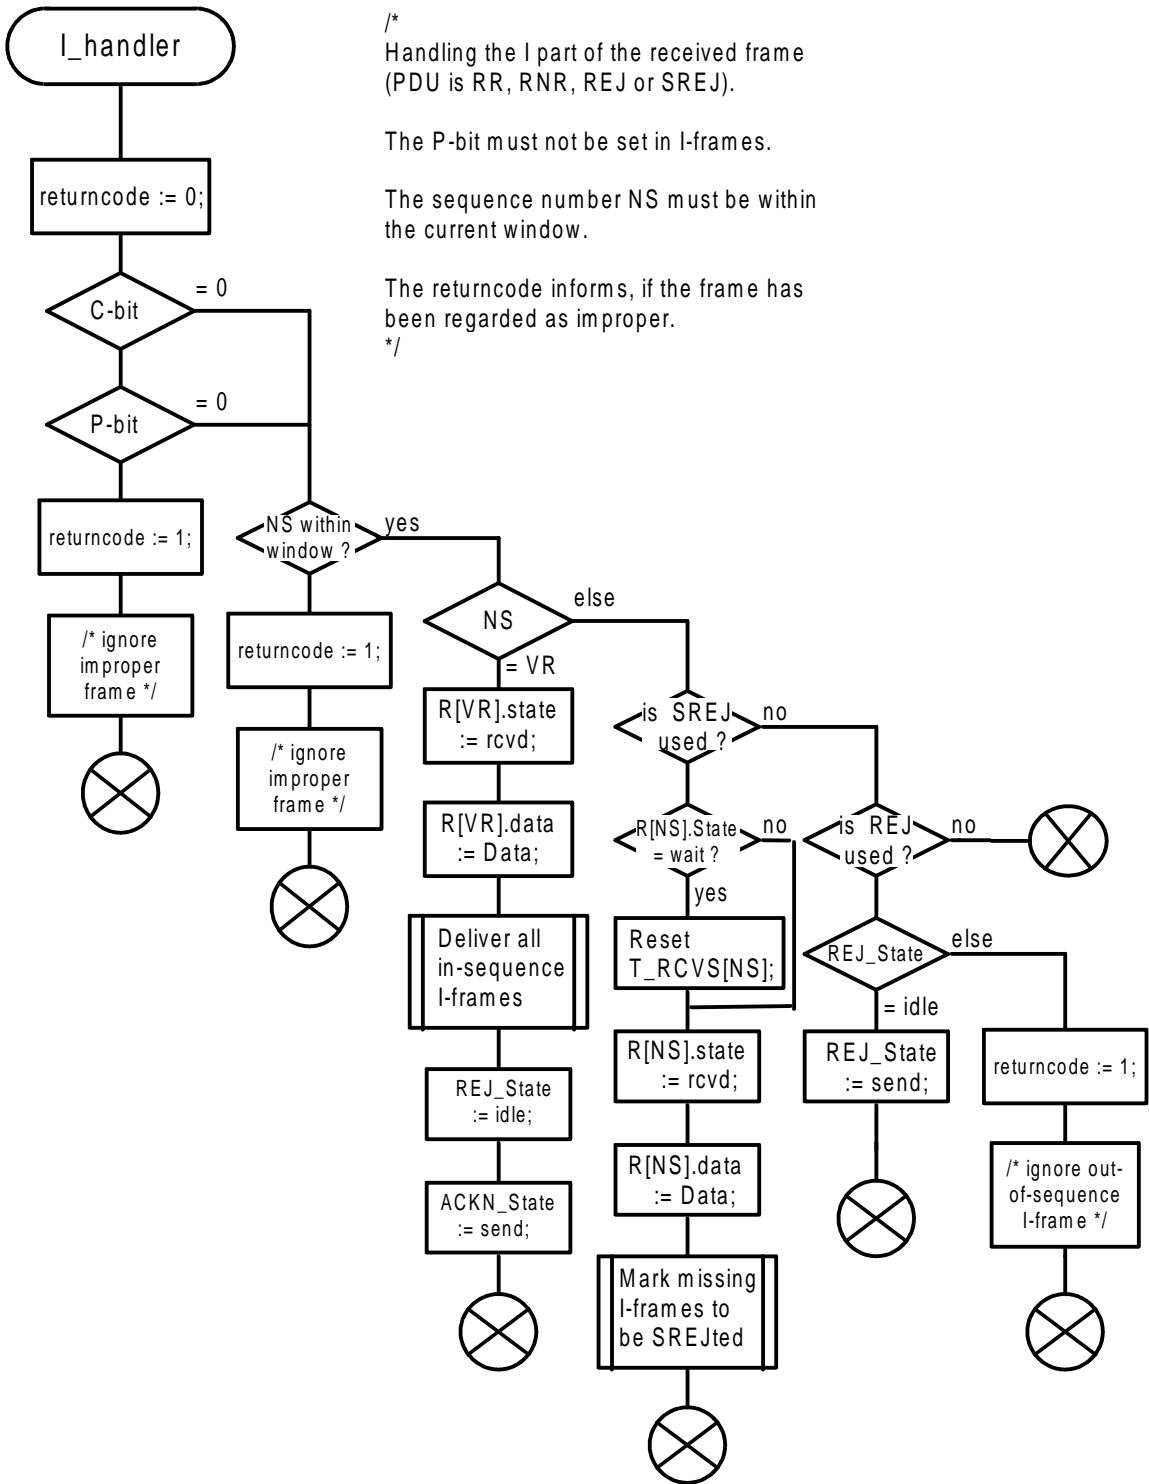 I_handler
/*
Handling the I part of the received frame
(PDU is RR, RNR, REJ or SREJ).
The P-bit must not be set in I-frames.
The sequence number NS must be within
the current window.
The returncode informs, if the frame has
been regarded as improper.
*/
returncode := 0;
C-bit
= 0
P-bit
= 0
returncode := 1;
/* ignore
improper
frame */
NS within
window ?
yes
returncode := 1;
/* ignore
improper
frame */
NS
else
= VR
R[VR].state
:= rcvd;
R[VR].data
:= Data;
Deliver all
in-sequence
I-frames
REJ_State
:= idle;
ACKN_State
:= send;
is SREJ
used ?
no
R[NS].State
= wait ?
no
yes
Reset
T_RCVS[NS];
R[NS].state
:= rcvd;
R[NS].data
:= Data;
Mark missing
I-frames to
be SREJted
is REJ
used ?
no
REJ_State
else
= idle
REJ_State
:= send;
returncode := 1;
/* ignore out-
of-sequence
I-frame */